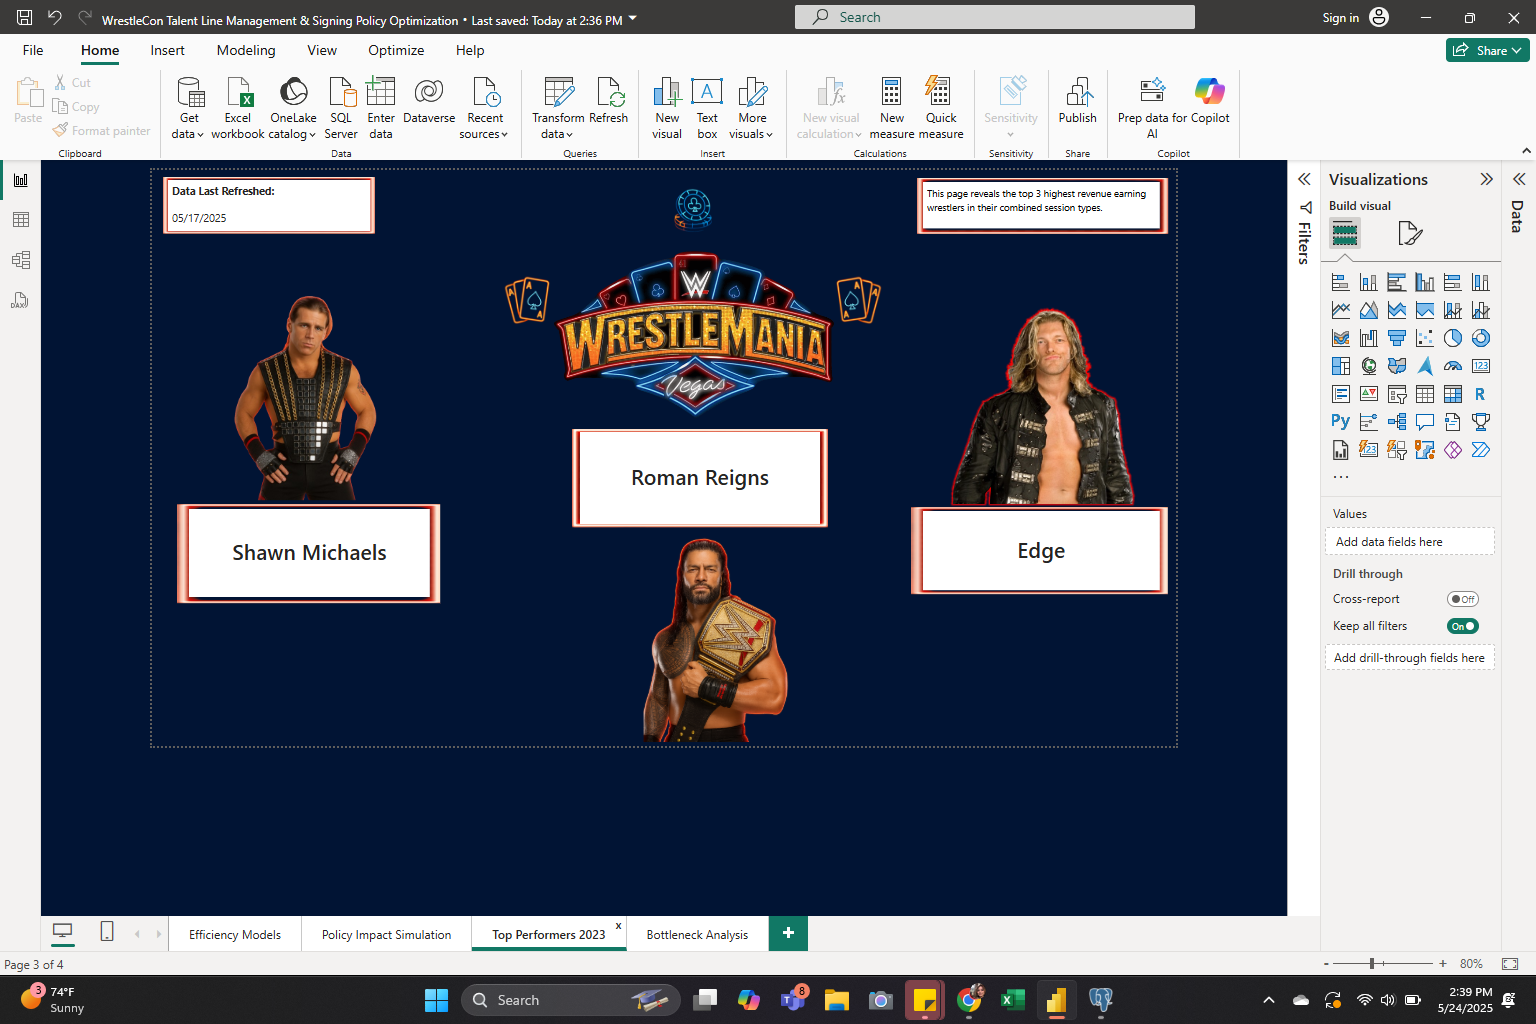 WrestleCon Talent Line Management & Signing Policy Optimization • Last saved: Today at 2:36 PM
Search
Sign in
File
Home
Insert
Modeling
View
Optimize
Help
Share
Paste
Cut
Copy
Format painter
Get data
Excel workbook
OneLake catalog
SQL Server
Enter data
Dataverse
Recent sources
Transform data
Refresh
New visual
Text box
More visuals
New visual calculation
New measure
Quick measure
Sensitivity
Publish
Prep data for AI
Copilot
Clipboard
Data
Queries
Insert
Calculations
Sensitivity
Share
Copilot
Data Last Refreshed:
05/17/2025
This page reveals the top 3 highest revenue earning
wrestlers in their combined session types.
W
WRESTLEMANIA
Vegas
Roman Reigns
Shawn Michaels
Edge
Filters
Visualizations
Build visual
Data
123
R
Py
123
...
Values
Add data fields here
Drill through
Cross-report
Off
Keep all filters
On
Add drill-through fields here
DAX
Efficiency Models
Policy Impact Simulation
Top Performers 2023
x
Bottleneck Analysis
+
Page 3 of 4
- + 80%
3
74°F
Sunny
Search
8
2:39 PM
5/24/2025